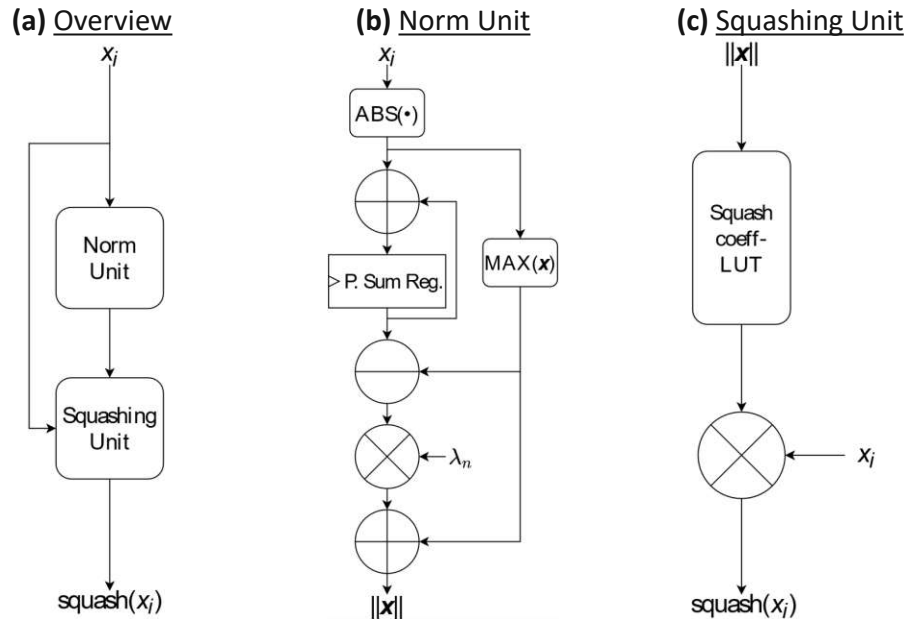 (a) Overview
x_i
Norm
Unit
Squashing
Unit
squash(x_i)
(b) Norm Unit
x_i
ABS(•)
P. Sum Reg.
MAX(x)
λ_n
||x||
(c) Squashing Unit
||x||
Squash
coeff-
LUT
x_i
squash(x_i)